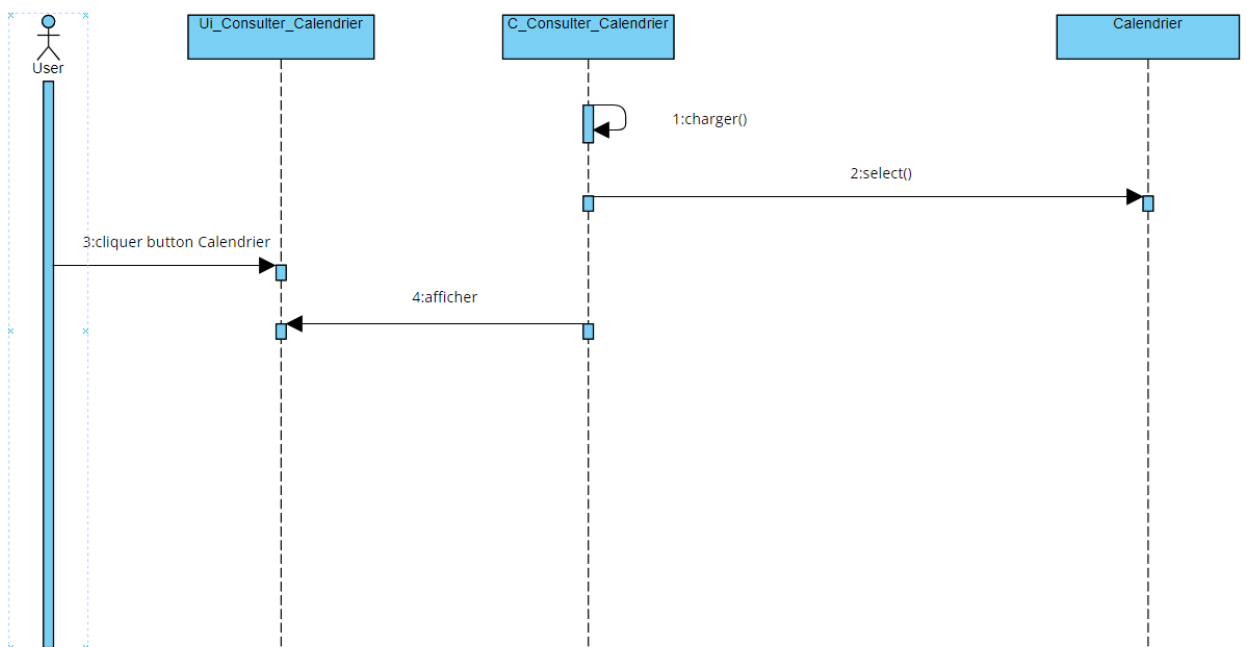 User
Ui_Consulter_Calendrier
C_Consulter_Calendrier
Calendrier
1:charger()
2:select()
3:cliquer button Calendrier
4:afficher